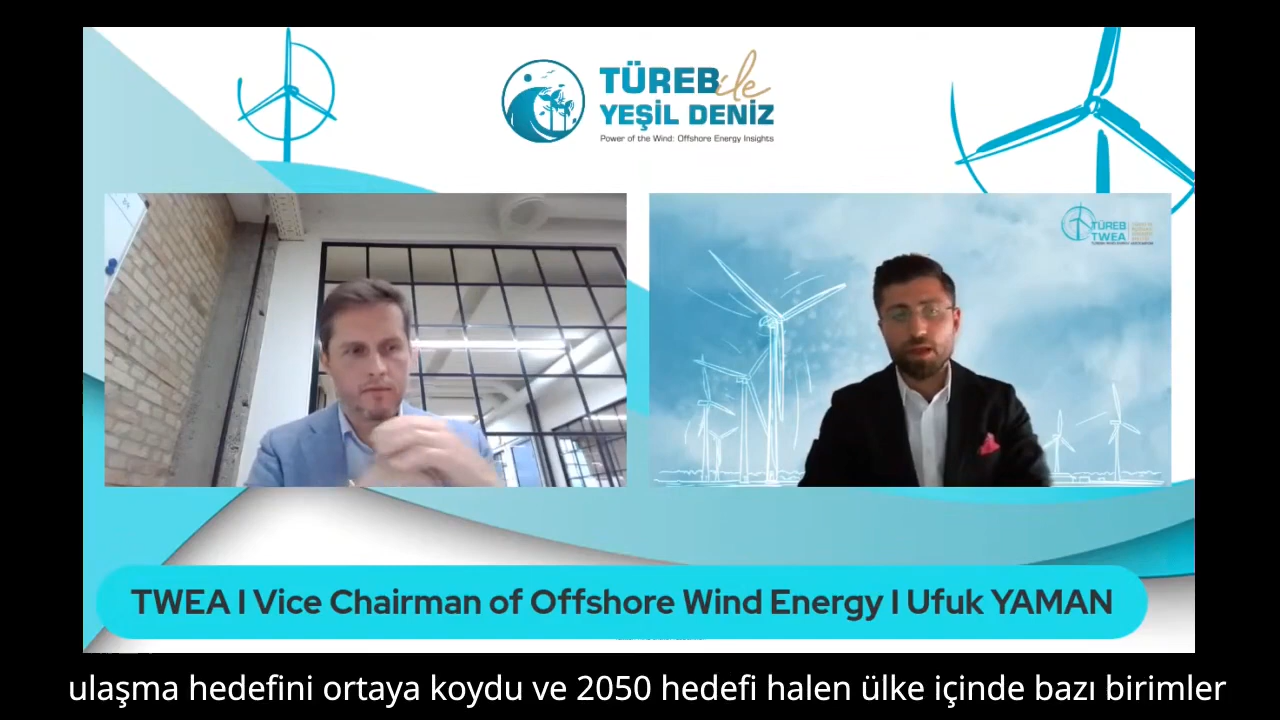 TÜREB ile
YEŞİL DENİZ
Power of the Wind: Offshore Energy Insights
TÜREB
TWEA
TWEA I Vice Chairman of Offshore Wind Energy I Ufuk YAMAN
ulaşma hedefini ortaya koydu ve 2050 hedefi halen ülke içinde bazı birimler